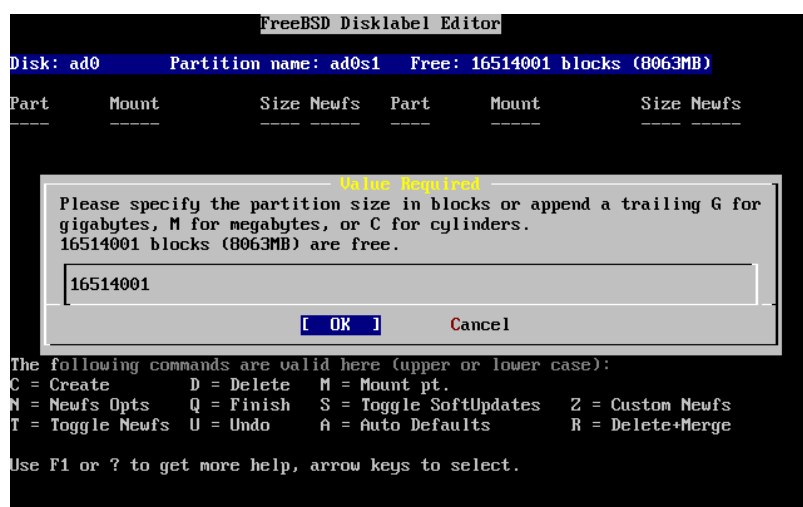 FreeBSD Disklabel Editor
Disk: ad0 Partition name: ad0s1 Free: 16514001 blocks (8063MB)
Part Mount Size Newfs Part Mount Size Newfs
---- ----- ---- ----- ---- ----- ---- -----
Value Required
Please specify the partition size in blocks or append a trailing G for
gigabytes, M for megabytes, or C for cylinders.
16514001 blocks (8063MB) are free.
16514001
[ OK ] Cancel
The following commands are valid here (upper or lower case):
C = Create D = Delete M = Mount pt.
N = Newfs Opts Q = Finish S = Toggle SoftUpdates Z = Custom Newfs
T = Toggle Newfs U = Undo A = Auto Defaults R = Delete+Merge
Use F1 or ? to get more help, arrow keys to select.